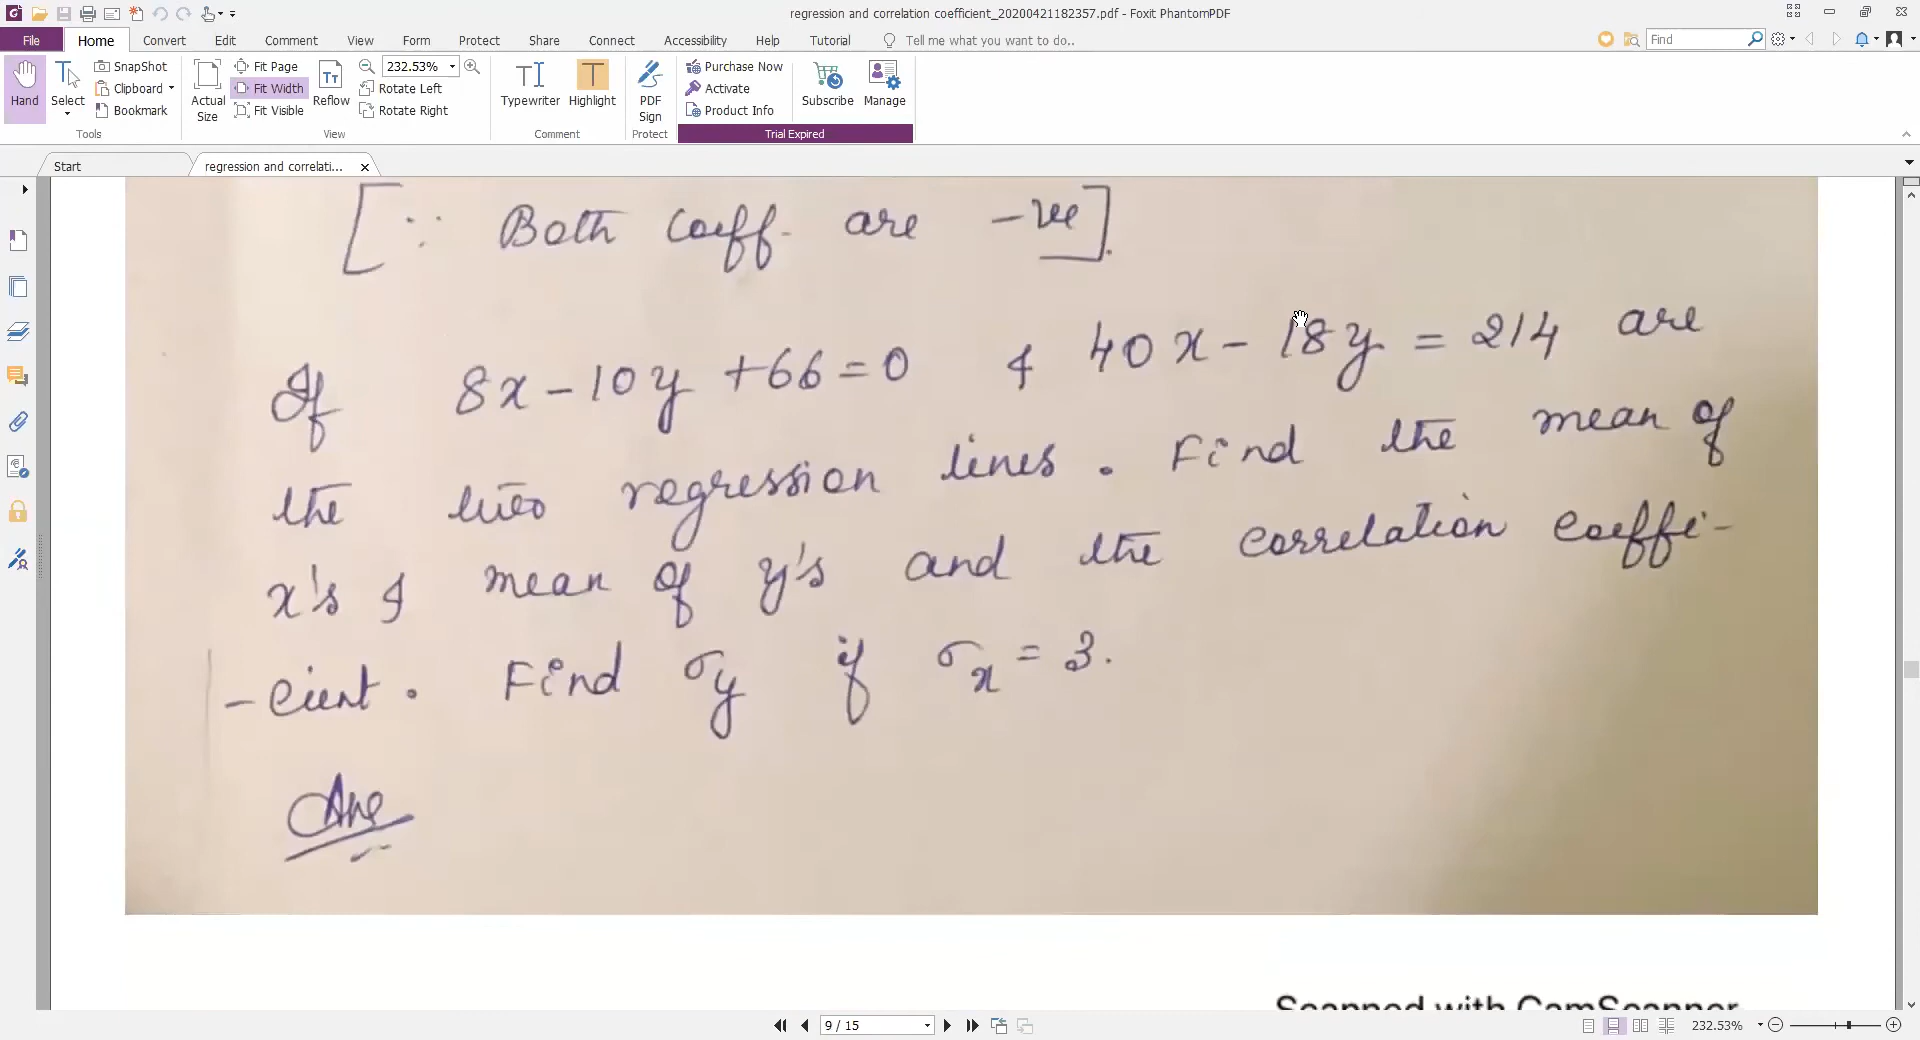 regression and correlation coefficient_20200421182357.pdf - Foxit PhantomPDF
File Home Convert Edit Comment View Form Protect Share Connect Accessibility Help Tutorial Tell me what you want to do.. Find
Hand
Select
SnapShot
Clipboard
Bookmark
Tools
Actual Size
Fit Page
Fit Width
Fit Visible
Reflow
232.53%
Rotate Left
Rotate Right
View
Typewriter
Highlight
Comment
PDF Sign
Protect
Purchase Now
Activate
Product Info
Trial Expired
Subscribe
Manage
Start regression and correlati...
[∵ Both Coeff. are -ve].
If 8x - 10y + 66 = 0 & 40x - 18y = 214 are
the two regression lines. Find the mean of
x's & mean of y's and the correlation coeffi-
-cient. Find σy if σx = 3.
Ans
Scanned with CamScanner
9 / 15
232.53%